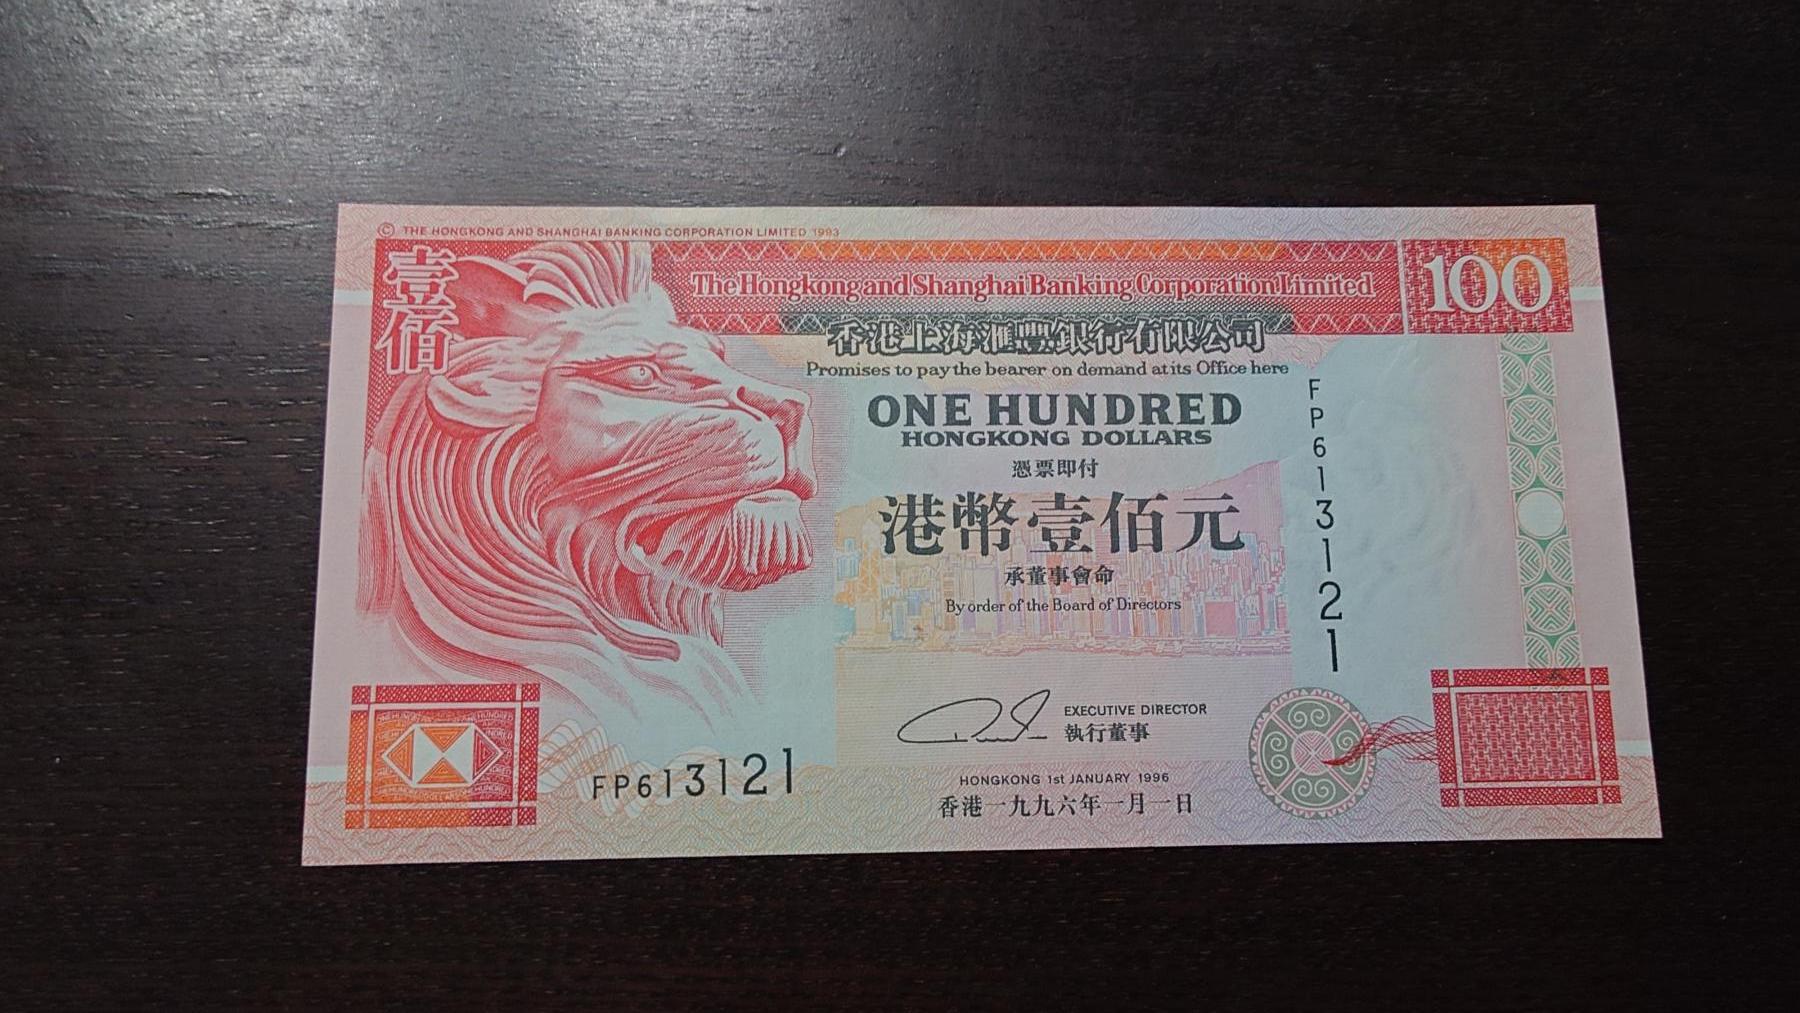 © THE HONGKONG AND SHANGHAI BANKING CORPORATION LIMITED 1993
壹佰
The Hongkong and Shanghai Banking Corporation Limited
100
香港上海滙豐銀行有限公司
Promises to pay the bearer on demand at its Office here
ONE HUNDRED
HONGKONG DOLLARS
憑票即付
港幣壹佰元
承董事會命
By order of the Board of Directors
FP613121
EXECUTIVE DIRECTOR
執行董事
FP613121
HONGKONG 1st JANUARY 1996
香港一九九六年一月一日